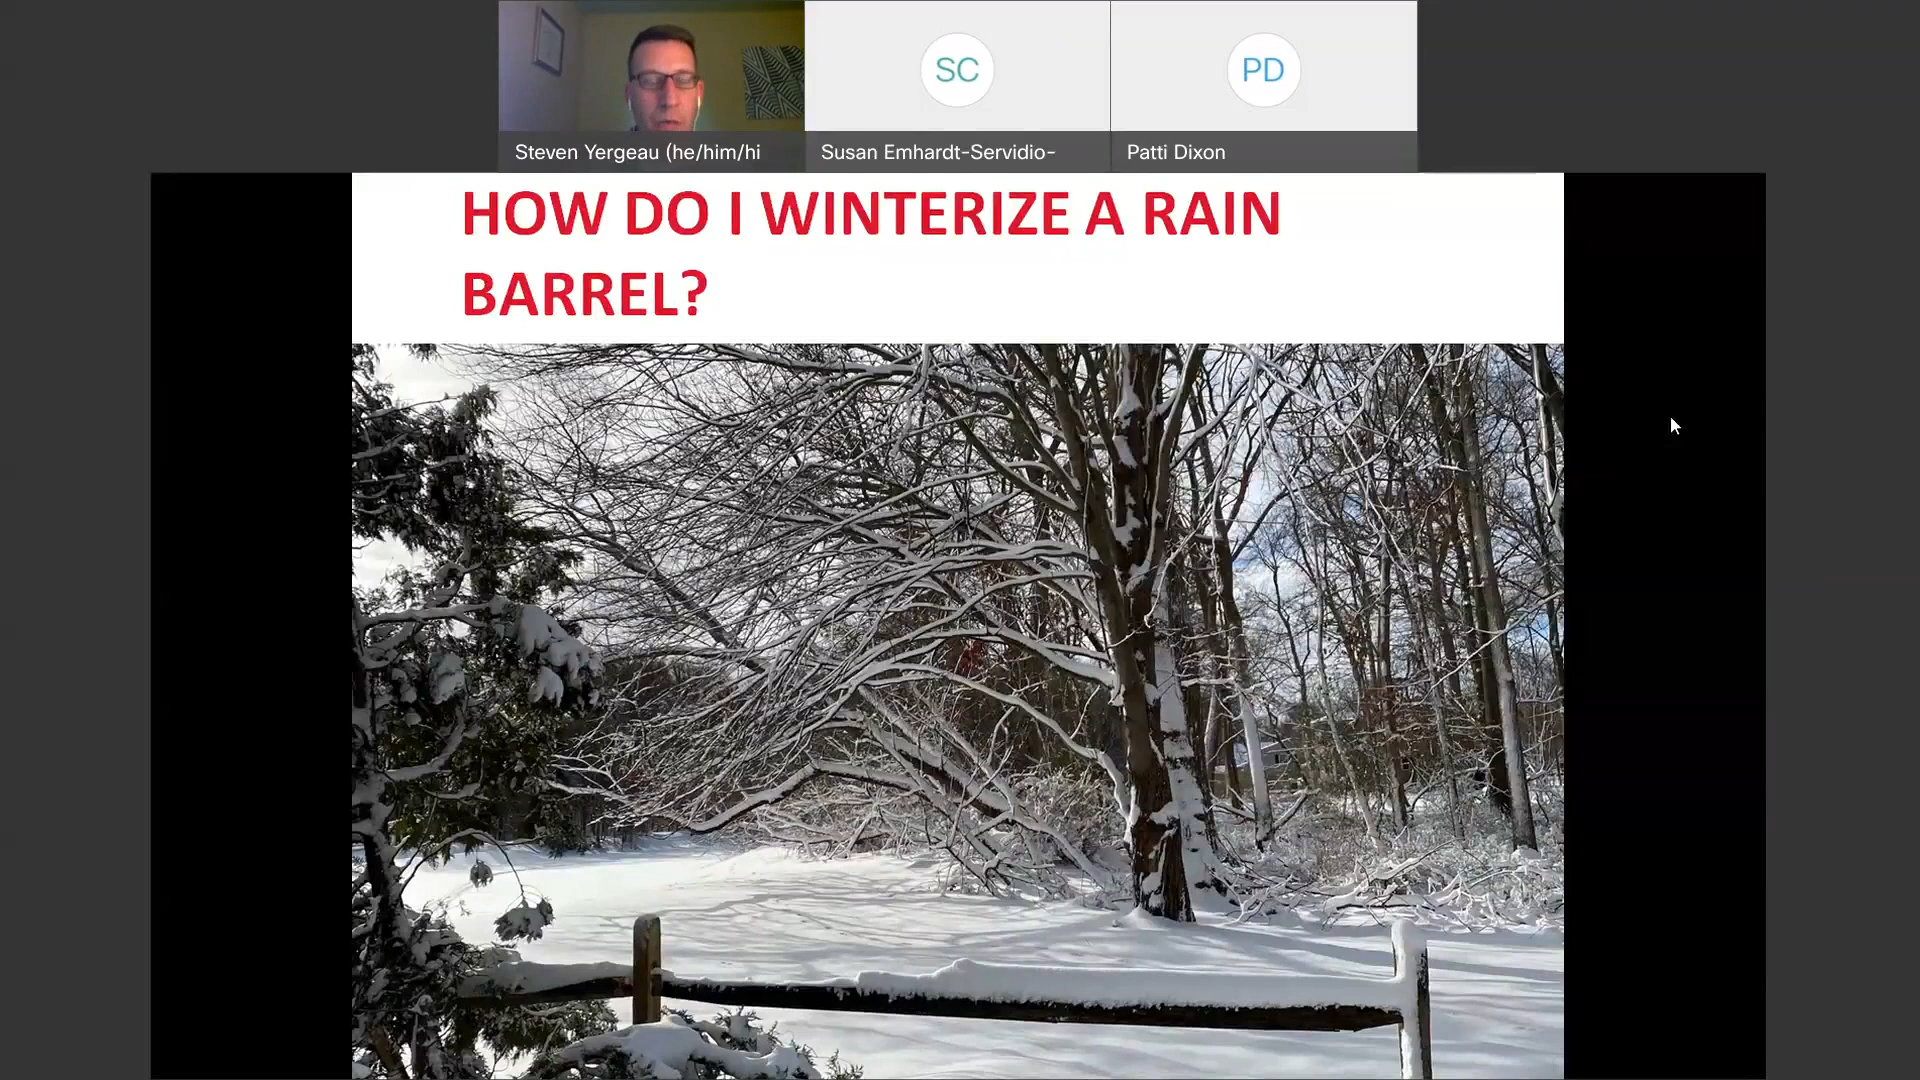 SC
PD
Steven Yergeau (he/him/hi
Susan Emhardt-Servidio-
Patti Dixon
HOW DO I WINTERIZE A RAIN
BARREL?